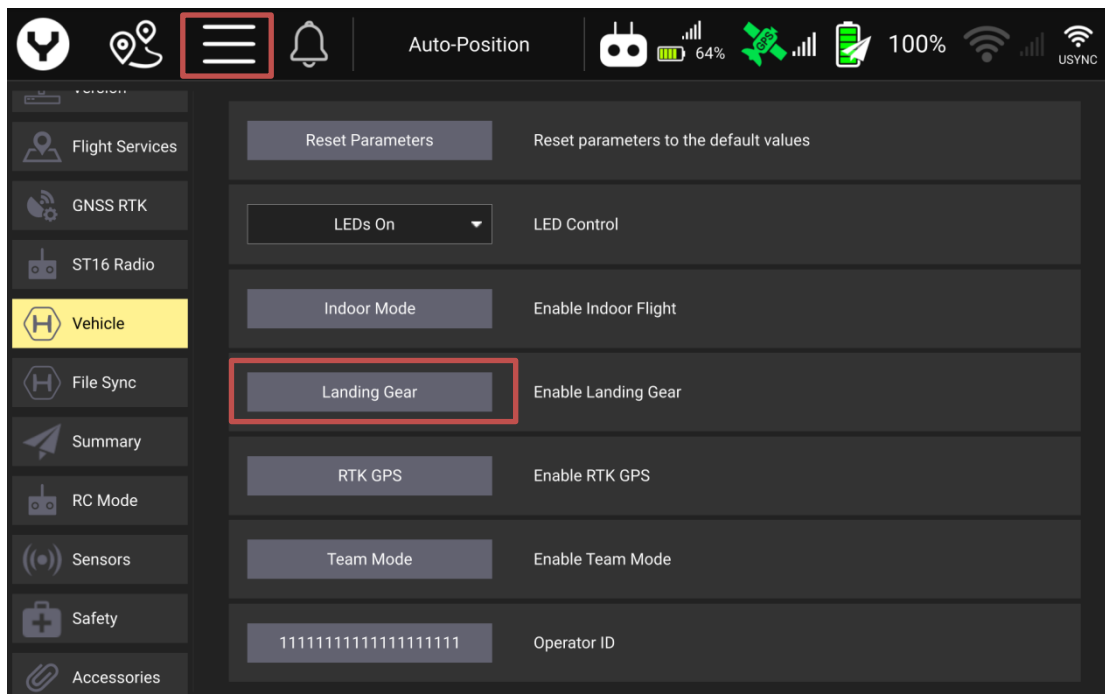 Auto-Position
64%
GPS
100%
USYNC
Version
Flight Services
GNSS RTK
ST16 Radio
Vehicle
File Sync
Summary
RC Mode
Sensors
Safety
Accessories
Reset Parameters Reset parameters to the default values
LEDs On LED Control
Indoor Mode Enable Indoor Flight
Landing Gear Enable Landing Gear
RTK GPS Enable RTK GPS
Team Mode Enable Team Mode
11111111111111111111 Operator ID